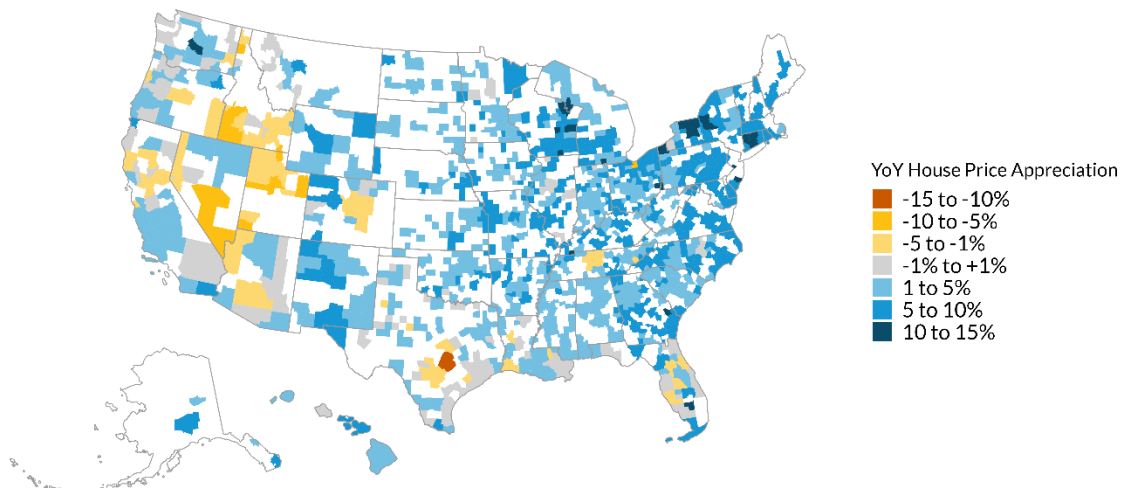 YoY House Price Appreciation
-15 to -10%
-10 to -5%
-5 to -1%
-1% to +1%
1 to 5%
5 to 10%
10 to 15%